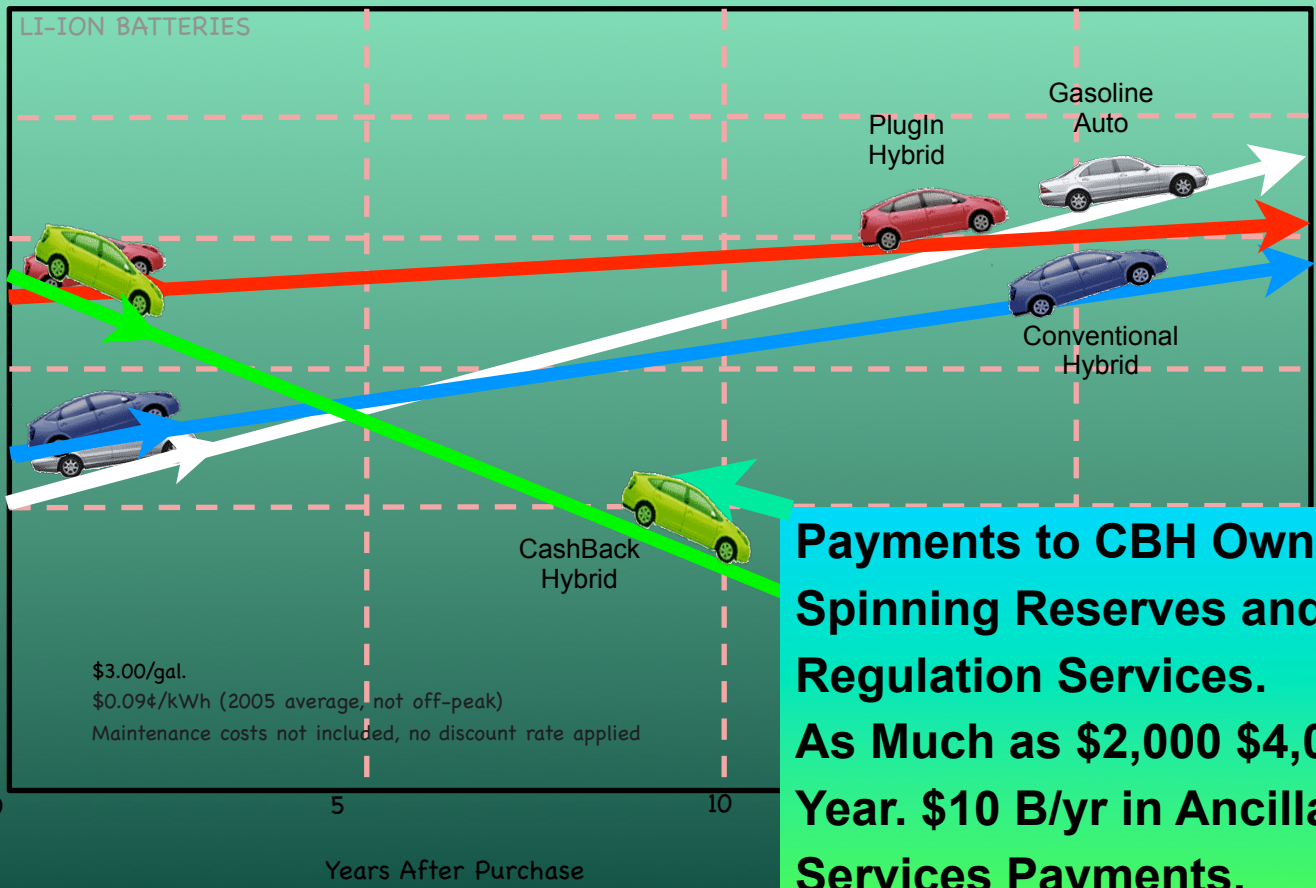 LI-ION BATTERIES
Gasoline
Auto
PlugIn
Hybrid
Conventional
Hybrid
CashBack
Hybrid
Payments to CBH Own
Spinning Reserves and
Regulation Services.
As Much as $2,000 $4,0
Year. $10 B/yr in Ancilla
Services Payments.
$3.00/gal.
$0.09¢/kWh (2005 average, not off-peak)
Maintenance costs not included, no discount rate applied
0
5
10
Years After Purchase